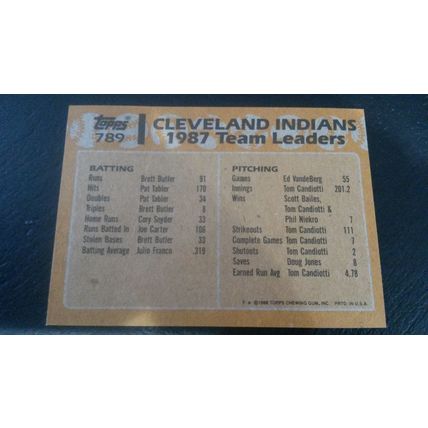 Topps
789
CLEVELAND INDIANS
1987 Team Leaders
BATTING
Runs Brett Butler 91
Hits Pat Tabler 170
Doubles Pat Tabler 34
Triples Brett Butler 8
Home Runs Cory Snyder 33
Runs Batted In Joe Carter 106
Stolen Bases Brett Butler 33
Batting Average Julio Franco .319
PITCHING
Games Ed VandeBerg 55
Innings Tom Candiotti 201.2
Wins Scott Bailes,
Tom Candiotti &
Phil Niekro 7
Strikeouts Tom Candiotti 111
Complete Games Tom Candiotti 7
Shutouts Tom Candiotti 2
Saves Doug Jones 8
Earned Run Avg Tom Candiotti 4.78
©1988 TOPPS CHEWING GUM, INC. PRTD. IN U.S.A.